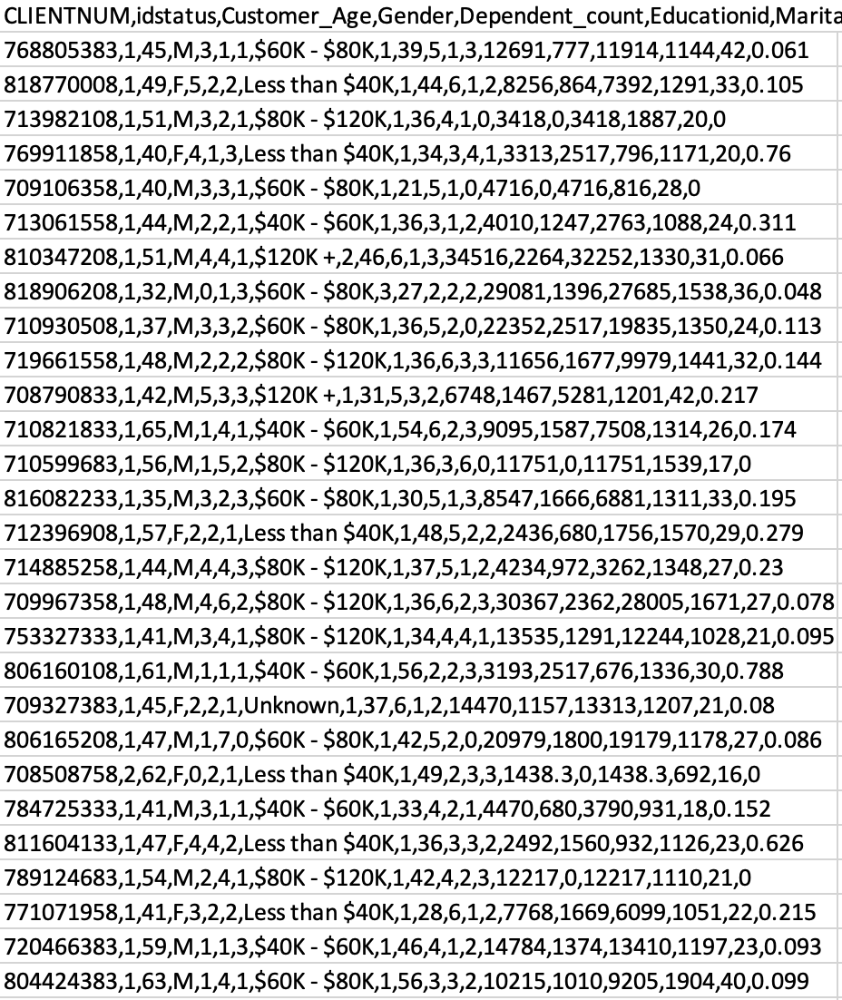 CLIENTNUM,idstatus,Customer_Age,Gender,Dependent_count,Educationid,Marita
768805383,1,45,M,3,1,1,$60K - $80K,1,39,5,1,3,12691,777,11914,1144,42,0.061
818770008,1,49,F,5,2,2,Less than $40K,1,44,6,1,2,8256,864,7392,1291,33,0.105
713982108,1,51,M,3,2,1,$80K - $120K,1,36,4,1,0,3418,0,3418,1887,20,0
769911858,1,40,F,4,1,3,Less than $40K,1,34,3,4,1,3313,2517,796,1171,20,0.76
709106358,1,40,M,3,3,1,$60K - $80K,1,21,5,1,0,4716,0,4716,816,28,0
713061558,1,44,M,2,2,1,$40K - $60K,1,36,3,1,2,4010,1247,2763,1088,24,0.311
810347208,1,51,M,4,4,1,$120K +,2,46,6,1,3,34516,2264,32252,1330,31,0.066
818906208,1,32,M,0,1,3,$60K - $80K,3,27,2,2,2,29081,1396,27685,1538,36,0.048
710930508,1,37,M,3,3,2,$60K - $80K,1,36,5,2,0,22352,2517,19835,1350,24,0.113
719661558,1,48,M,2,2,2,$80K - $120K,1,36,6,3,3,11656,1677,9979,1441,32,0.144
708790833,1,42,M,5,3,3,$120K +,1,31,5,3,2,6748,1467,5281,1201,42,0.217
710821833,1,65,M,1,4,1,$40K - $60K,1,54,6,2,3,9095,1587,7508,1314,26,0.174
710599683,1,56,M,1,5,2,$80K - $120K,1,36,3,6,0,11751,0,11751,1539,17,0
816082233,1,35,M,3,2,3,$60K - $80K,1,30,5,1,3,8547,1666,6881,1311,33,0.195
712396908,1,57,F,2,2,1,Less than $40K,1,48,5,2,2,2436,680,1756,1570,29,0.279
714885258,1,44,M,4,4,3,$80K - $120K,1,37,5,1,2,4234,972,3262,1348,27,0.23
709967358,1,48,M,4,6,2,$80K - $120K,1,36,6,2,3,30367,2362,28005,1671,27,0.078
753327333,1,41,M,3,4,1,$80K - $120K,1,34,4,4,1,13535,1291,12244,1028,21,0.095
806160108,1,61,M,1,1,1,$40K - $60K,1,56,2,2,3,3193,2517,676,1336,30,0.788
709327383,1,45,F,2,2,1,Unknown,1,37,6,1,2,14470,1157,13313,1207,21,0.08
806165208,1,47,M,1,7,0,$60K - $80K,1,42,5,2,0,20979,1800,19179,1178,27,0.086
708508758,2,62,F,0,2,1,Less than $40K,1,49,2,3,3,1438.3,0,1438.3,692,16,0
784725333,1,41,M,3,1,1,$40K - $60K,1,33,4,2,1,4470,680,3790,931,18,0.152
811604133,1,47,F,4,4,2,Less than $40K,1,36,3,3,2,2492,1560,932,1126,23,0.626
789124683,1,54,M,2,4,1,$80K - $120K,1,42,4,2,3,12217,0,12217,1110,21,0
771071958,1,41,F,3,2,2,Less than $40K,1,28,6,1,2,7768,1669,6099,1051,22,0.215
720466383,1,59,M,1,1,3,$40K - $60K,1,46,4,1,2,14784,1374,13410,1197,23,0.093
804424383,1,63,M,1,4,1,$60K - $80K,1,56,3,3,2,10215,1010,9205,1904,40,0.099